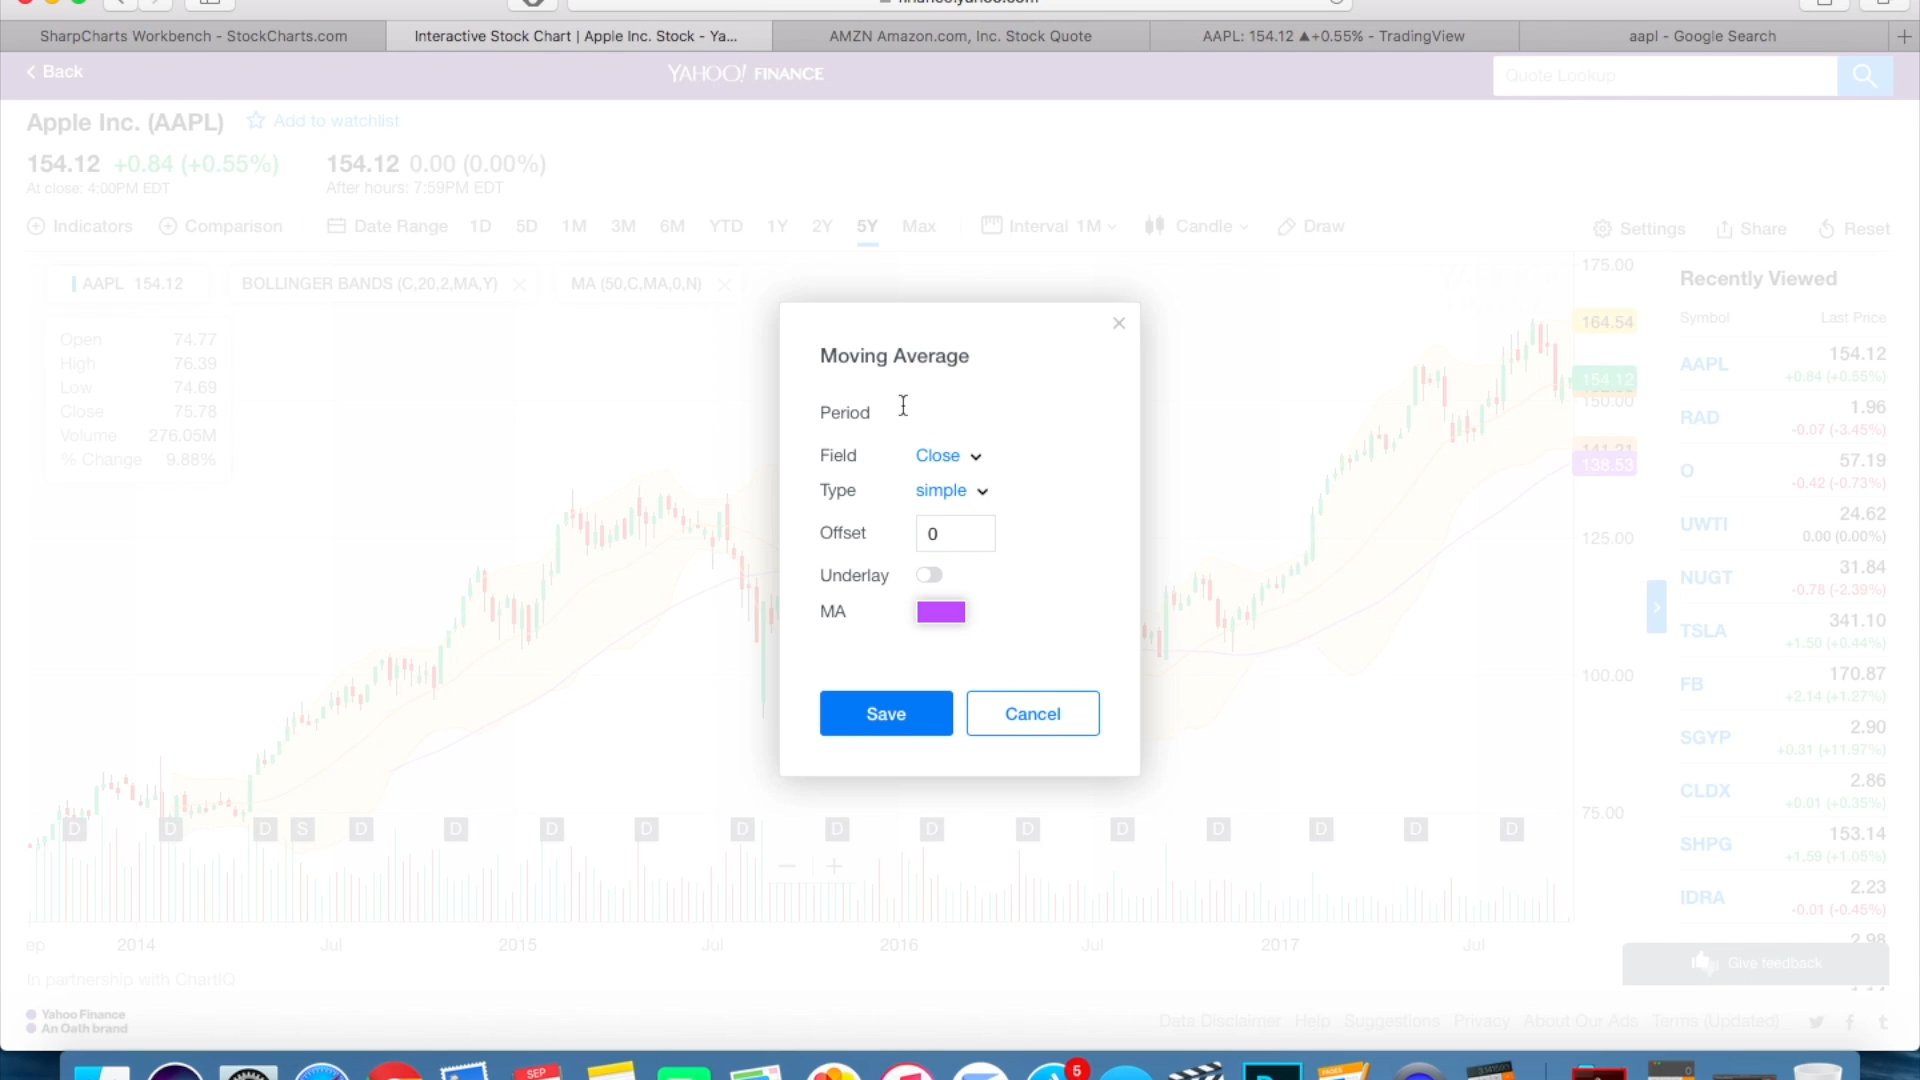 SharpCharts Workbench - StockCharts.com
Interactive Stock Chart | Apple Inc. Stock - Ya...
AMZN Amazon.com, Inc. Stock Quote
AAPL: 154.12 ▲+0.55% - TradingView
aapl - Google Search
Back
YAHOO! FINANCE
Quote Lookup
Apple Inc. (AAPL)
Add to watchlist
154.12 +0.84 (+0.55%)
154.12 0.00 (0.00%)
At close: 4:00PM EDT
After hours: 7:59PM EDT
Indicators
Comparison
Date Range
1D
5D
1M
3M
6M
YTD
1Y
2Y
5Y
Max
Interval 1M
Candle
Draw
Settings
Share
Reset
AAPL 154.12
BOLLINGER BANDS (C,20,2,MA,Y)
MA (50,C,MA,0,N)
Open 74.77
High 76.39
Low 74.69
Close 75.78
Volume 276.05M
% Change 9.88%
Moving Average
Period
Field Close
Type simple
Offset 0
Underlay
MA
Save
Cancel
175.00
164.54
154.12
150.00
138.53
125.00
100.00
75.00
D D D S D D D D D D D D D D D D D
2014 Jul 2015 Jul 2016 Jul 2017 Jul
Recently Viewed
Symbol Last Price
AAPL 154.12
+0.84 (+0.55%)
RAD 1.96
-0.07 (-3.45%)
O 57.19
-0.42 (-0.73%)
UWTI 24.62
0.00 (0.00%)
NUGT 31.84
-0.78 (-2.39%)
TSLA 341.10
+1.50 (+0.44%)
FB 170.87
+2.14 (+1.27%)
SGYP 2.90
+0.31 (+11.97%)
CLDX 2.86
+0.01 (+0.35%)
SHPG 153.14
+1.59 (+1.05%)
IDRA 2.23
-0.01 (-0.45%)
2.98
Give feedback
In partnership with ChartIQ
Yahoo Finance
An Oath brand
Data Disclaimer Help Suggestions Privacy About Our Ads Terms (Updated)
SEP
5
PAGES